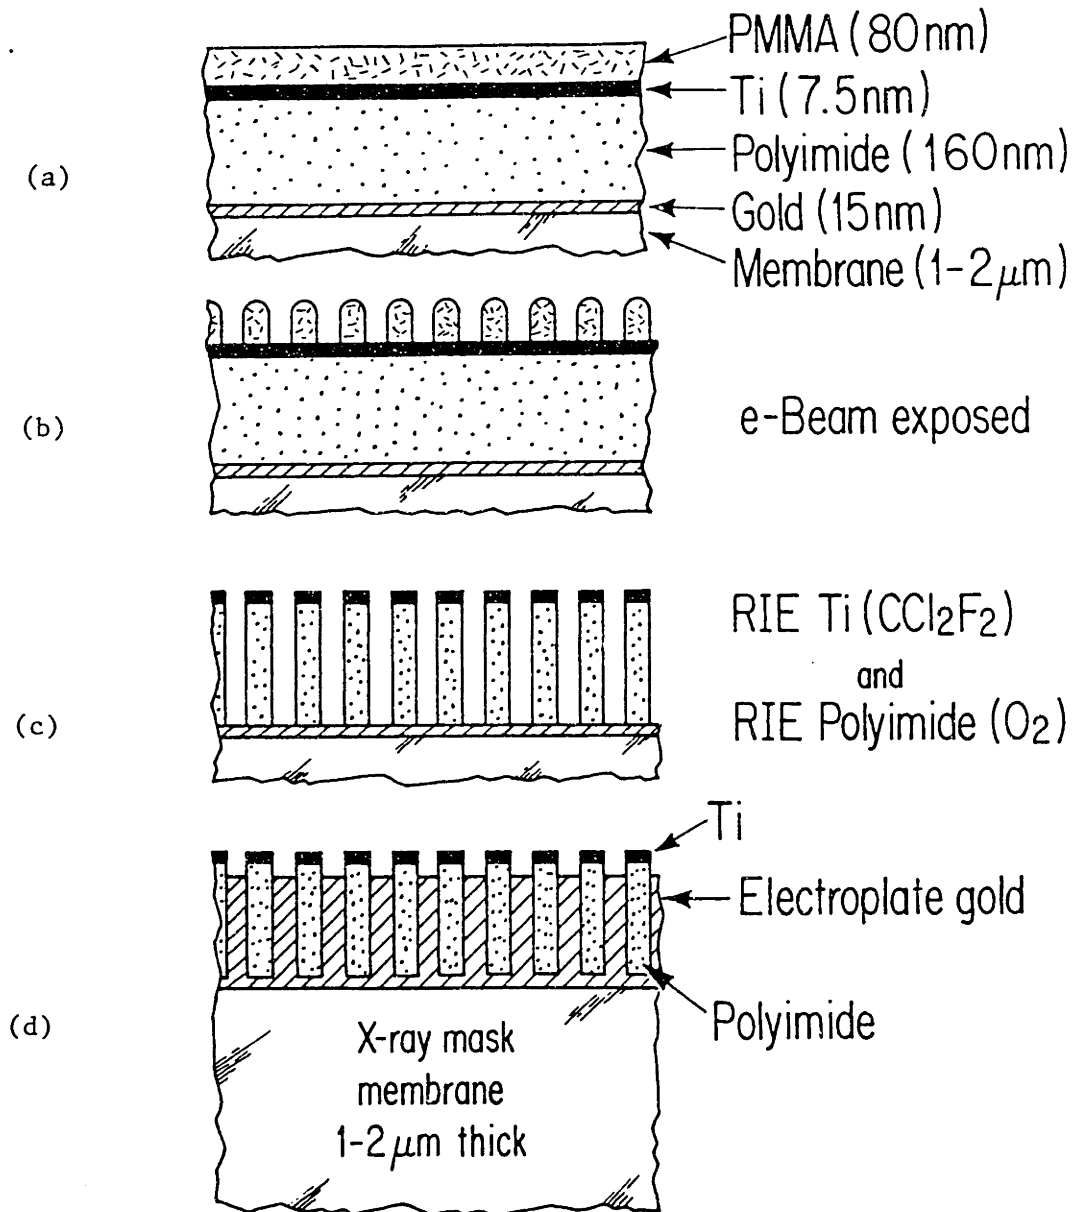 PMMA (80nm)
Ti (7.5nm)
(a)
Polyimide (160nm)
Gold (15nm)
Membrane (1-2μm)
(b)
e-Beam exposed
RIE Ti (CCl₂F₂)
and
(c)
RIE Polyimide (O₂)
Ti
Electroplate gold
(d)
Polyimide
X-ray mask
membrane
1-2μm thick